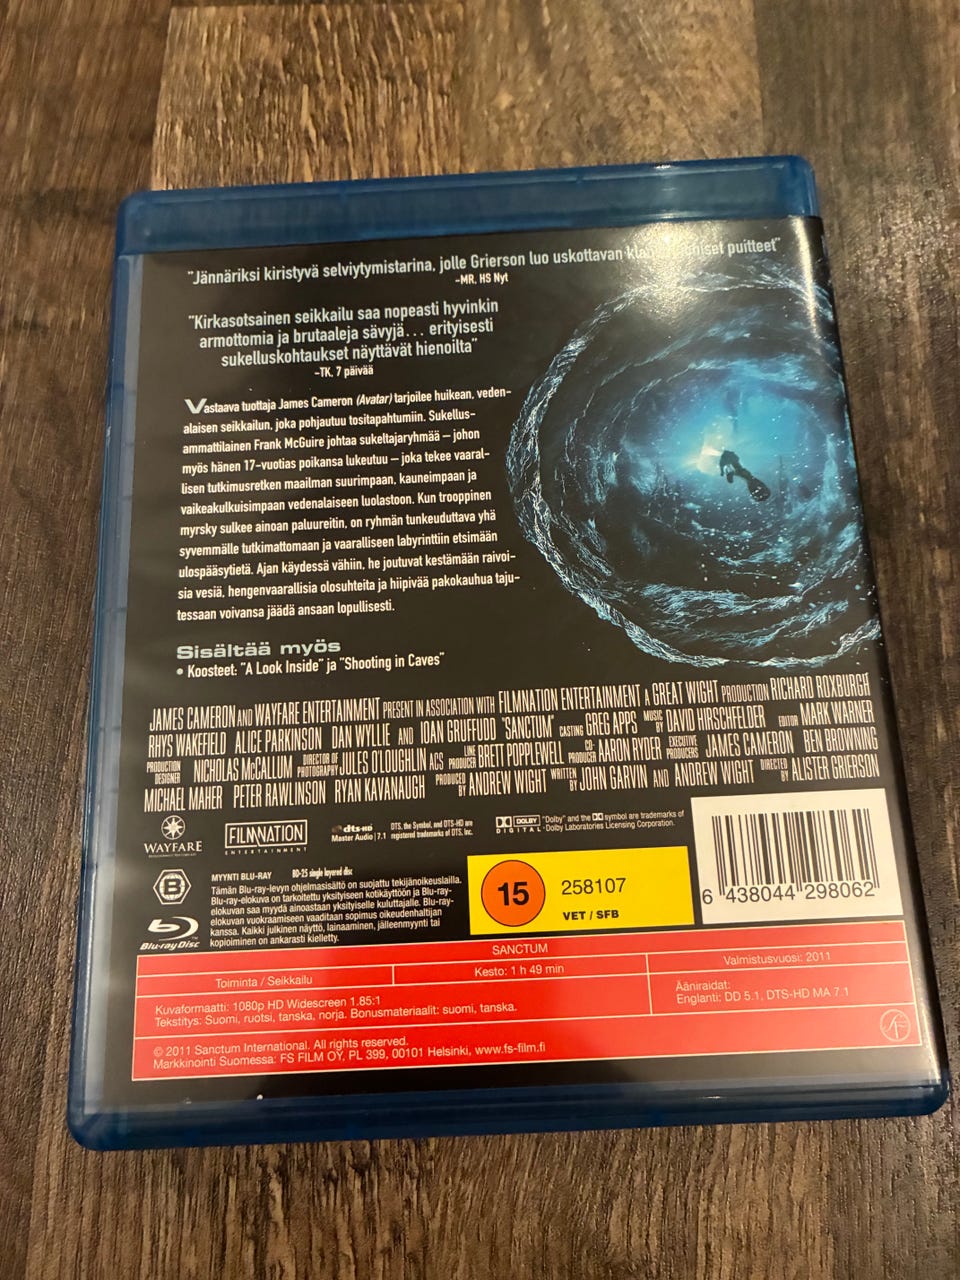 "Jännäriksi kiristyvä selviytymistarina, jolle Grierson luo uskottavan puitteet"
-MR, HS Nyt
"Kirkasotsainen seikkailu saa nopeasti hyvinkin
armottomia ja brutaaleja sävyjä... erityisesti
sukelluskohtaukset näyttävät hienoilta"
-TK, 7 päivää
Vastaava tuottaja James Cameron (Avatar) tarjoilee huikean, veden-
alaisen seikkailun, joka pohjautuu tositapahtumiin. Sukellus-
ammattilainen Frank McGuire johtaa sukeltajaryhmää – johon
myös hänen 17-vuotias poikansa lukeutuu – joka tekee vaaral-
lisen tutkimusretken maailman suurimpaan, kauneimpaan ja
vaikeakulkuisimpaan vedenalaiseen luolastoon. Kun trooppinen
myrsky sulkee ainoan paluureitin, on ryhmän tunkeuduttava yhä
syvemmälle tutkimattomaan ja vaaralliseen labyrinttiin etsimään
ulospääsytietä. Ajan käydessä vähiin, he joutuvat kestämään raivoi-
sia vesiä, hengenvaarallisia olosuhteita ja hiipivää pakokauhua taju-
tessaan voivansa jäädä ansaan lopullisesti.
Sisältää myös
• Koosteet: "A Look Inside" ja "Shooting in Caves"
JAMES CAMERON AND WAYFARE ENTERTAINMENT PRESENT IN ASSOCIATION WITH FILMNATION ENTERTAINMENT A GREAT WIGHT PRODUCTION RICHARD ROXBURGH
RHYS WAKEFIELD ALICE PARKINSON DAN WYLLIE AND IOAN GRUFFUDD "SANCTUM" CASTING GREG APPS MUSIC BY DAVID HIRSCHFELDER EDITOR MARK WARNER
PRODUCTION DESIGNER NICHOLAS McCALLUM DIRECTOR OF PHOTOGRAPHY JULES O'LOUGHLIN ACS LINE PRODUCER BRETT POPPLEWELL CO-PRODUCER AARON RYDER EXECUTIVE PRODUCERS JAMES CAMERON BEN BROWNING
MICHAEL MAHER PETER RAWLINSON RYAN KAVANAUGH PRODUCED BY ANDREW WIGHT WRITTEN BY JOHN GARVIN AND ANDREW WIGHT DIRECTED BY ALISTER GRIERSON
WAYFARE
FILMNATION
ENTERTAINMENT
dts-HD
Master Audio | 7.1
DTS, the Symbol, and DTS-HD are
registered trademarks of DTS, Inc.
DOLBY
DIGITAL
"Dolby" and the DD symbol are trademarks of
Dolby Laboratories Licensing Corporation.
B
MYYNTI BLU-RAY BD-25 single layered disc
Tämän Blu-ray-levyn ohjelmasisältö on suojattu tekijänoikeuslailla.
Blu-ray-elokuva on tarkoitettu yksityiseen kotikäyttöön ja Blu-ray-
elokuvan saa myydä ainoastaan yksityiselle kuluttajalle. Blu-ray-
elokuvan vuokraamiseen vaaditaan sopimus oikeudenhaltijan
kanssa. Kaikki julkinen näyttö, lainaaminen, jälleenmyynti tai
kopioiminen on ankarasti kielletty.
Blu-ray Disc
15
258107
VET / SFB
6 438044 298062
SANCTUM
Toiminta / Seikkailu
Kesto: 1 h 49 min
Valmistusvuosi: 2011
Kuvaformaatti: 1080p HD Widescreen 1.85:1
Tekstitys: Suomi, ruotsi, tanska, norja. Bonusmateriaalit: suomi, tanska.
Ääniraidat:
Englanti: DD 5.1, DTS-HD MA 7.1
© 2011 Sanctum International. All rights reserved.
Markkinointi Suomessa: FS FILM OY, PL 399, 00101 Helsinki, www.fs-film.fi